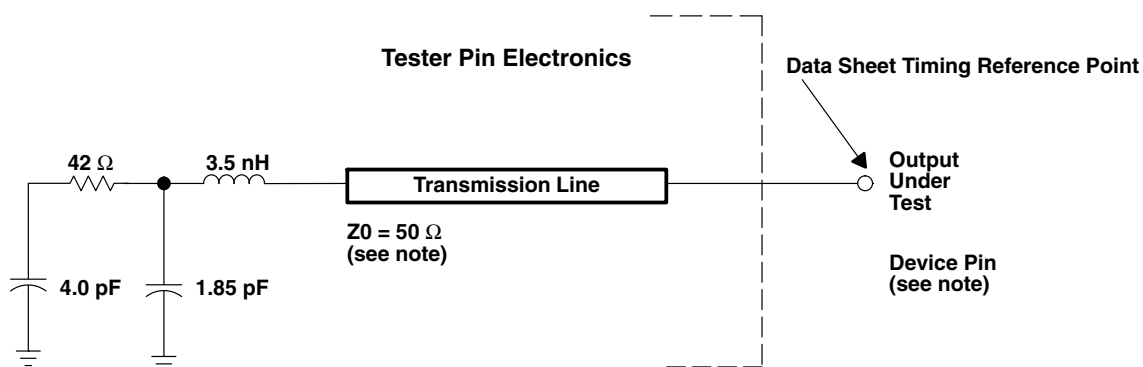 Tester Pin Electronics
Data Sheet Timing Reference Point
42 Ω
3.5 nH
Transmission Line
Output
Under
Test
Z0 = 50 Ω
(see note)
4.0 pF
1.85 pF
Device Pin
(see note)